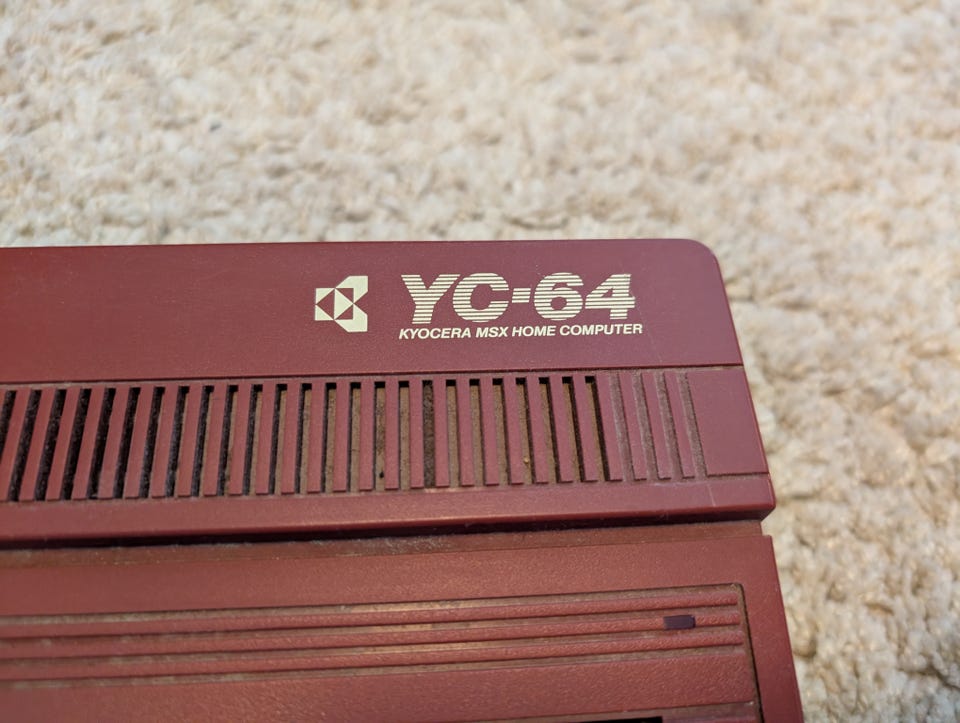 YC-64
KYOCERA MSX HOME COMPUTER